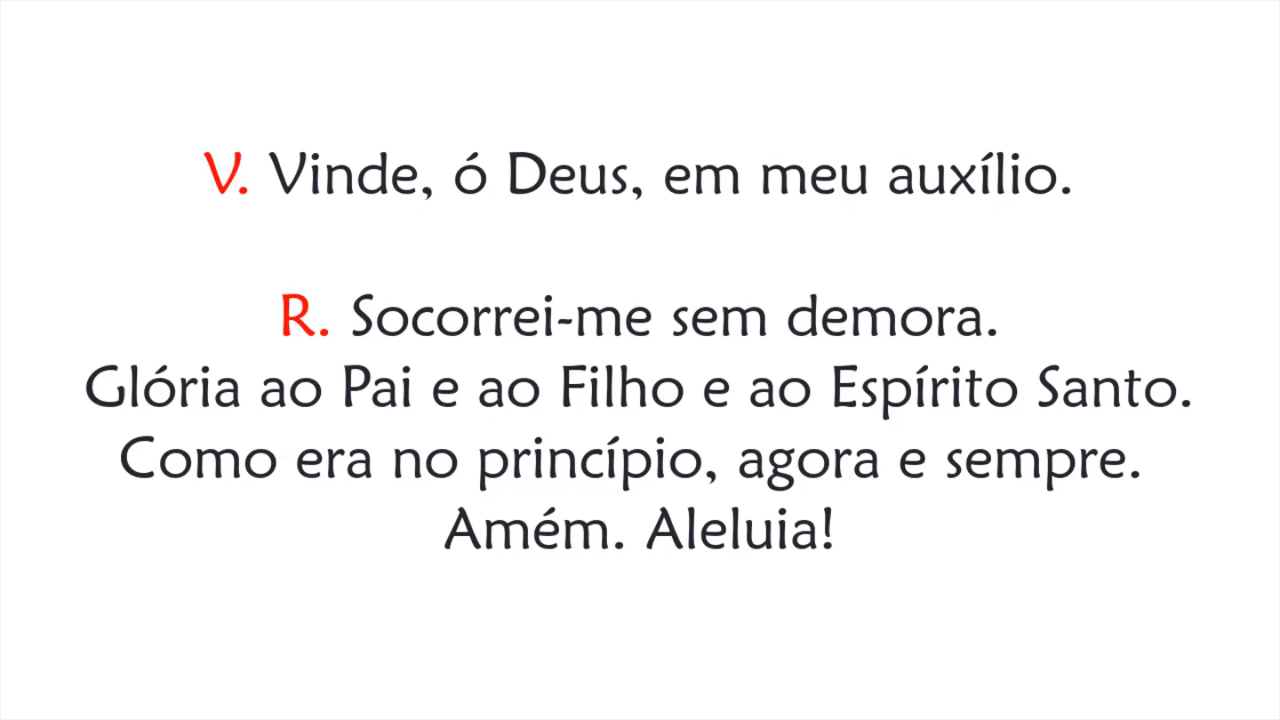 V. Vinde, ó Deus, em meu auxílio.
R. Socorrei-me sem demora.
Glória ao Pai e ao Filho e ao Espírito Santo.
Como era no princípio, agora e sempre.
Amém. Aleluia!